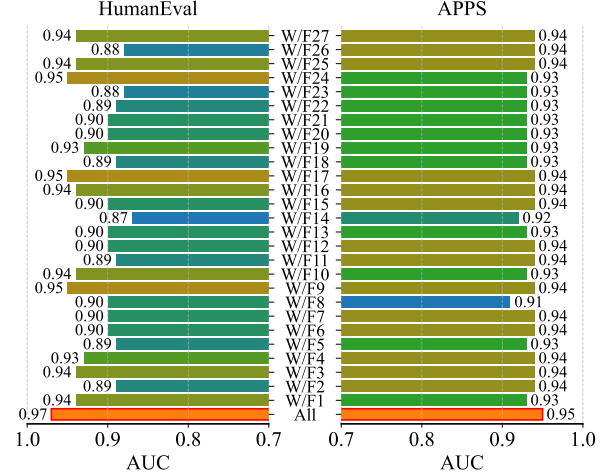 HumanEval APPS
0.94 W/F27 0.94
0.88 W/F26 0.94
0.94 W/F25 0.94
0.95 W/F24 0.93
0.88 W/F23 0.93
0.89 W/F22 0.93
0.90 W/F21 0.93
0.90 W/F20 0.93
0.93 W/F19 0.93
0.89 W/F18 0.93
0.95 W/F17 0.94
0.94 W/F16 0.94
0.90 W/F15 0.94
0.87 W/F14 0.92
0.90 W/F13 0.93
0.90 W/F12 0.94
0.89 W/F11 0.94
0.94 W/F10 0.93
0.95 W/F9 0.94
0.90 W/F8 0.91
0.90 W/F7 0.94
0.90 W/F6 0.94
0.89 W/F5 0.93
0.93 W/F4 0.94
0.94 W/F3 0.94
0.89 W/F2 0.94
0.94 W/F1 0.93
0.97 All 0.95
1.0 0.9 0.8 0.7 0.7 0.8 0.9 1.0
AUC AUC